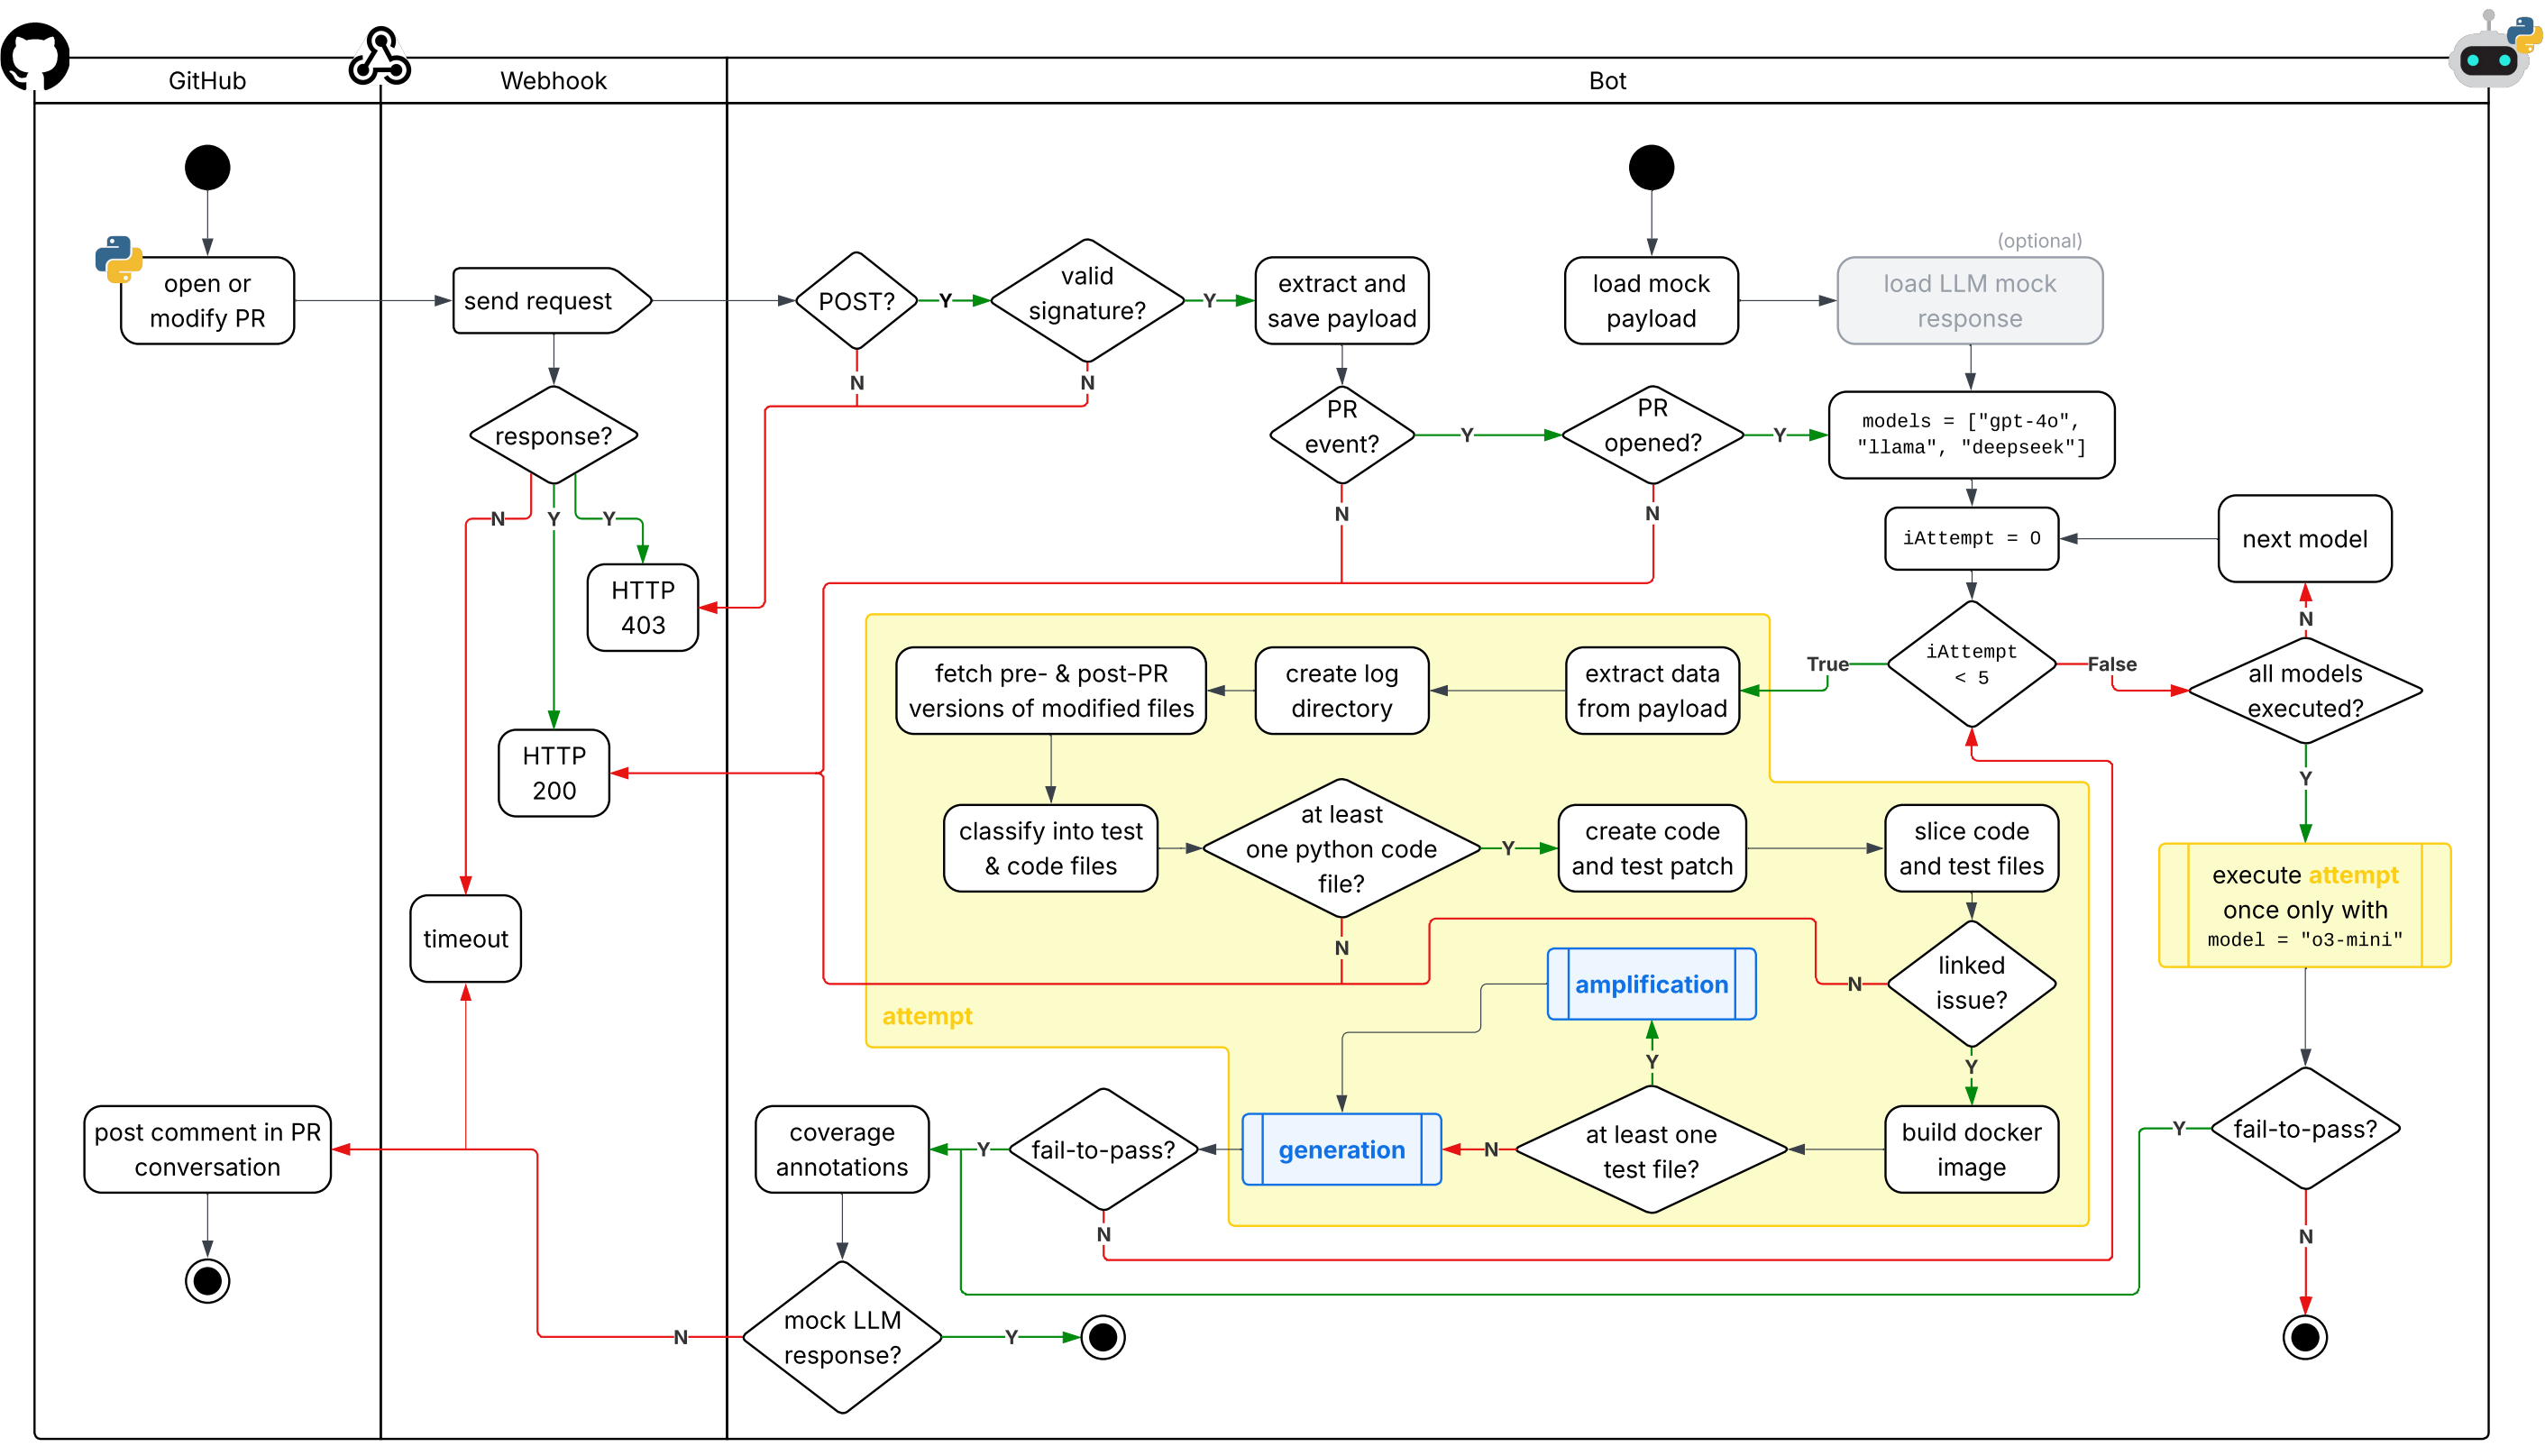 GitHub
Webhook
Bot
open or
modify PR
send request
POST?
Y
valid
signature?
Y
extract and
save payload
load mock
payload
(optional)
load LLM mock
response
N
N
response?
PR
event?
Y
PR
opened?
Y
models = ["gpt-4o",
"llama", "deepseek"]
N
Y
Y
N
N
iAttempt = 0
next model
HTTP
403
N
fetch pre- & post-PR
versions of modified files
create log
directory
extract data
from payload
True
iAttempt
< 5
False
all models
executed?
HTTP
200
Y
classify into test
& code files
at least
one python code
file?
Y
create code
and test patch
slice code
and test files
execute attempt
once only with
model = "o3-mini"
timeout
N
amplification
N
linked
issue?
attempt
Y
Y
post comment in PR
conversation
coverage
annotations
Y
fail-to-pass?
generation
N
at least one
test file?
build docker
image
Y
fail-to-pass?
N
N
N
mock LLM
response?
Y